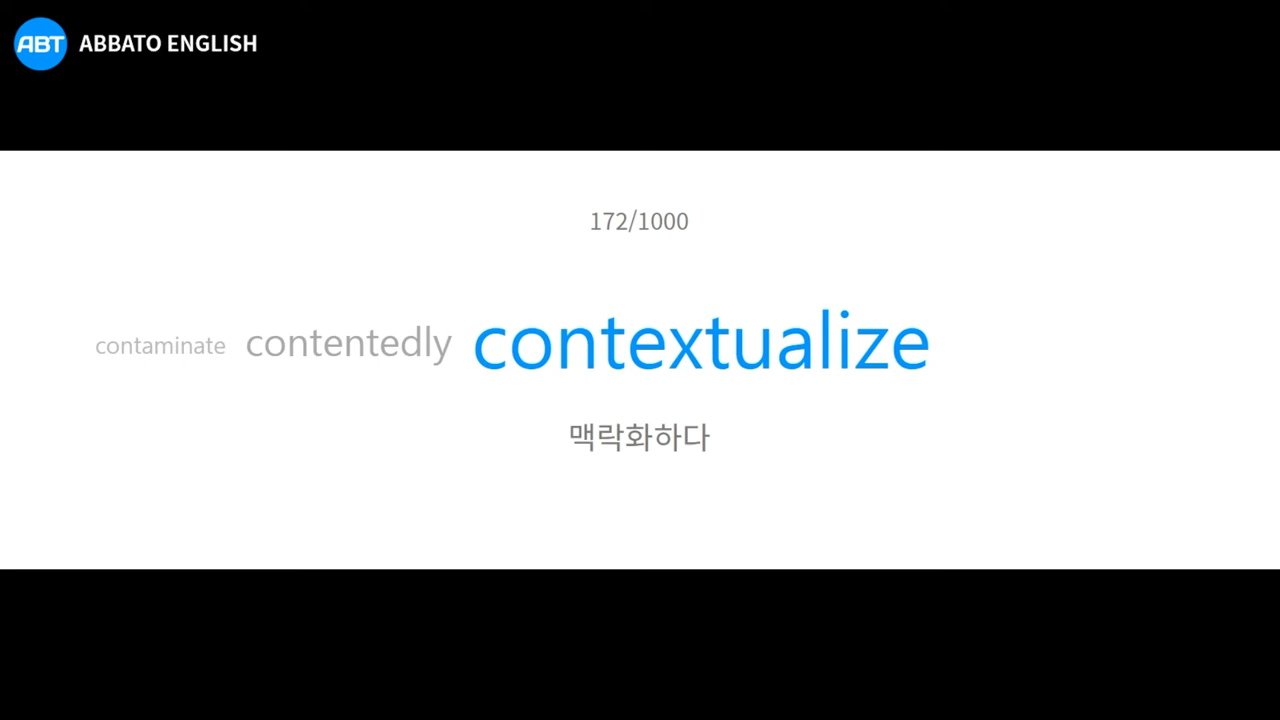 ABT ABBATO ENGLISH
172/1000
contaminate contentedly contextualize
맥락화하다